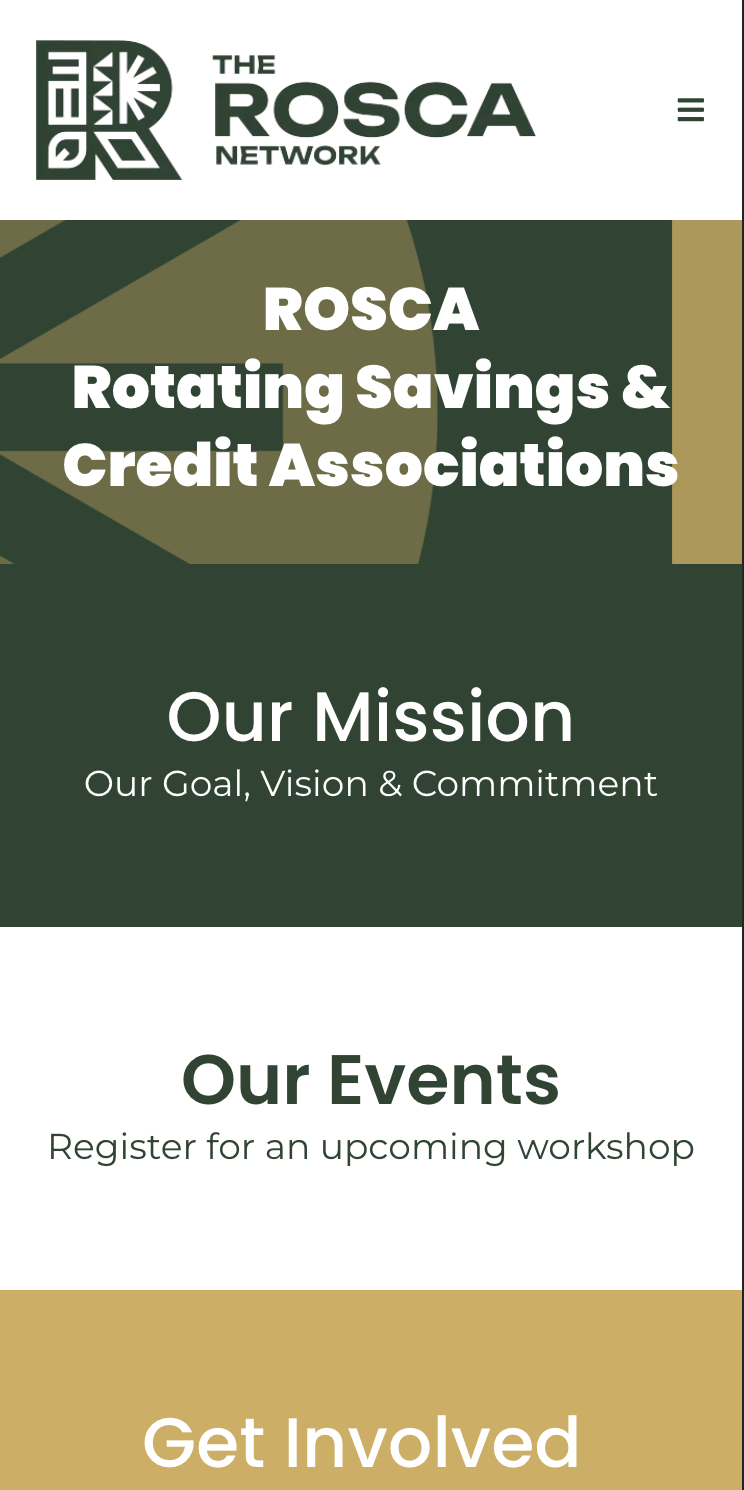 THE
ROSCA
NETWORK
ROSCA
Rotating Savings &
Credit Associations
Our Mission
Our Goal, Vision & Commitment
Our Events
Register for an upcoming workshop
Get Involved